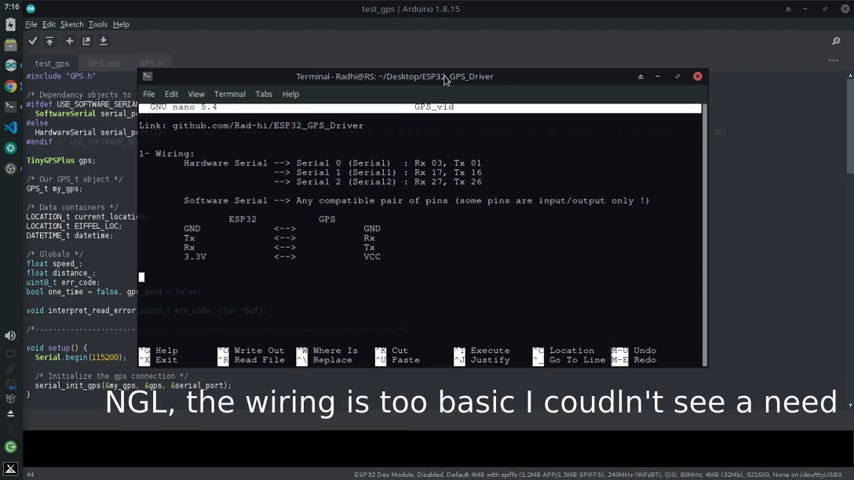 7:16
test_gps | Arduino 1.8.15
File Edit Sketch Tools Help
test_gps GPS.cpp GPS.h
#include "GPS.h"
/* Dependancy objects to
#ifdef USE_SOFTWARE_SERIA
SoftwareSerial serial_po
#else
HardwareSerial serial_por
#endif // USE_SOFTWARE_SE
TinyGPSPlus gps;
/* Our GPS_t object */
GPS_t my_gps;
/* Data containers */
LOCATION_t current_locatio
LOCATION_t EIFFEL_LOC;
DATETIME_t datetime;
/* Globals */
float speed_;
float distance_;
uint8_t err_code;
bool one_time = false, gps_good = false;
void interpret_read_error(uint8_t err_code, char *buf);
void setup() {
Serial.begin(115200);
/* Initialize the gps connection */
serial_init_gps(&my_gps, &gps, &serial_port);
}
Terminal - Radhi@RS: ~/Desktop/ESP32_GPS_Driver
File Edit View Terminal Tabs Help
GNU nano 5.4 GPS_vid
Link: github.com/Rad-hi/ESP32_GPS_Driver
1- Wiring:
Hardware Serial --> Serial 0 (Serial) : Rx 03, Tx 01
--> Serial 1 (Serial1) : Rx 17, Tx 16
--> Serial 2 (Serial2) : Rx 27, Tx 26
Software Serial --> Any compatible pair of pins (some pins are input/output only !)
ESP32 GPS
GND <--> GND
Tx <--> Rx
Rx <--> Tx
3.3V <--> VCC
^G Help ^O Write Out ^W Where Is ^K Cut ^T Execute ^C Location M-U Undo
^X Exit ^R Read File ^\ Replace ^U Paste ^J Justify ^_ Go To Line M-E Redo
NGL, the wiring is too basic I coudln't see a need
44
ESP32 Dev Module, Disabled, Default 4MB with spiffs (1.2MB APP/1.5MB SPIFFS), 240MHz (WiFi/BT), QIO, 80MHz, 4MB (32Mb), 921600, None on /dev/ttyUSB0